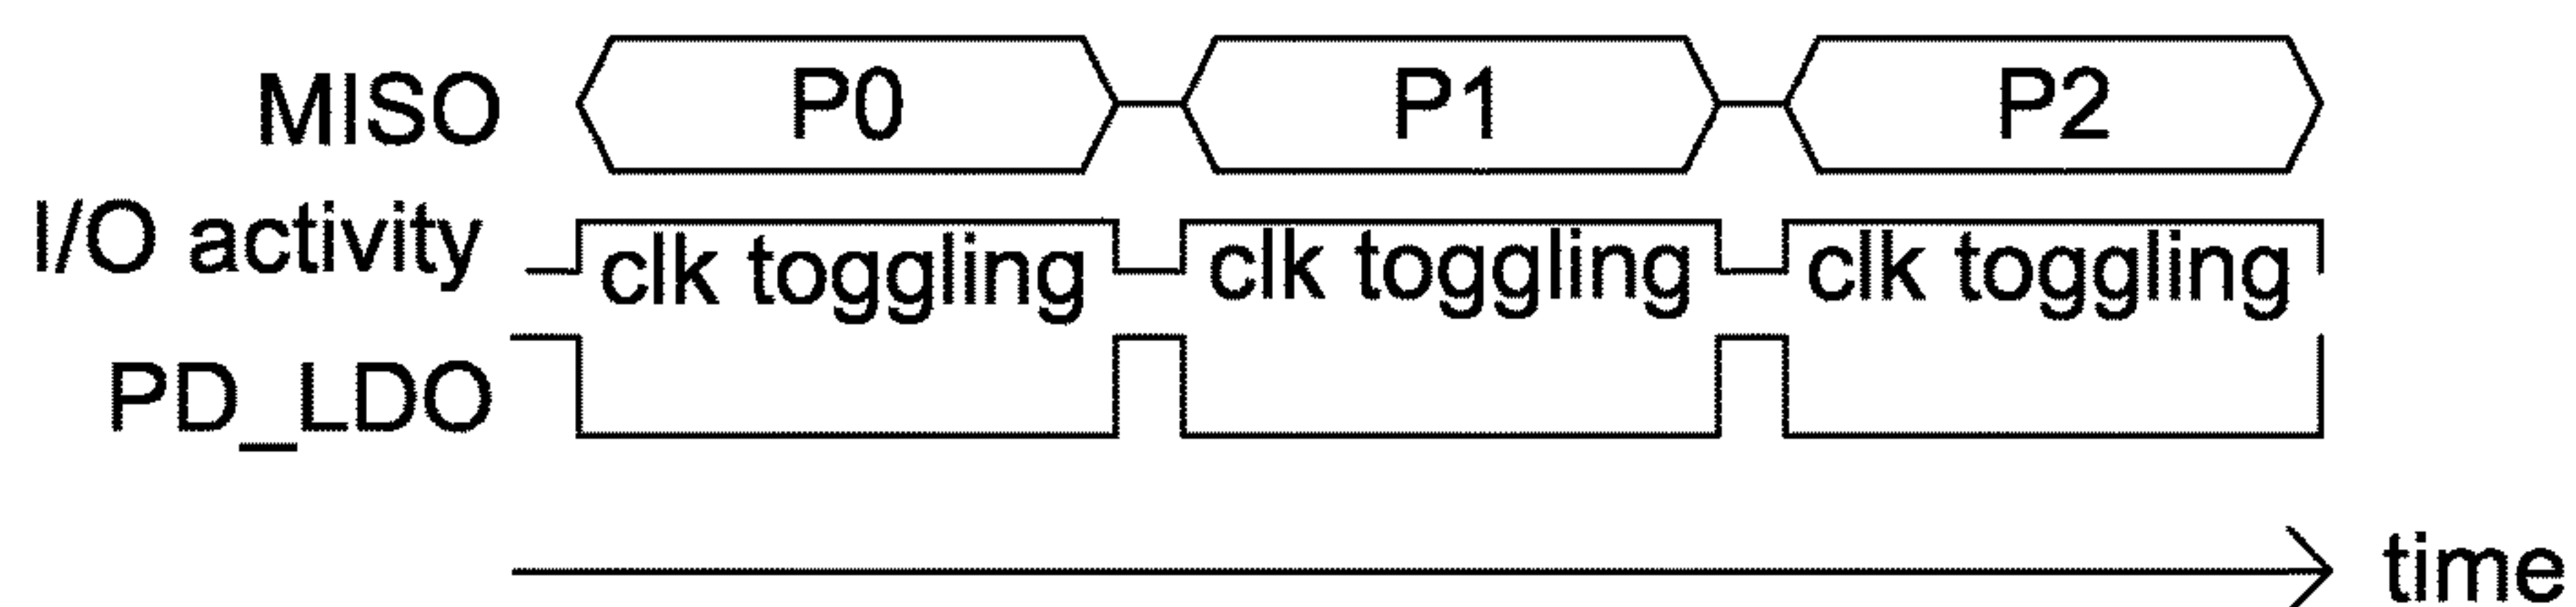 MISO P0 P1 P2
I/O activity clk toggling clk toggling clk toggling
PD_LDO
time